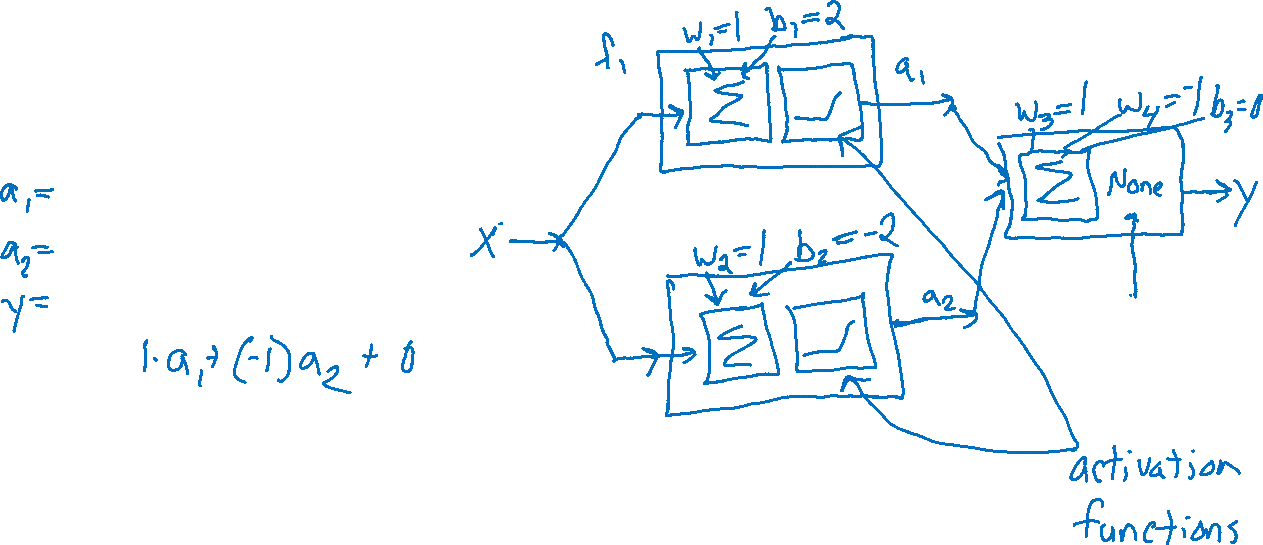 w₁=1 b₁=2
f₁
a₁
Σ
w₃=1 w₄=-1 b₃=0
Σ None
y
a₁=
a₂=
y=
X
w₂=1 b₂=-2
a₂
Σ
1·a₁+(-1)a₂+0
activation
functions